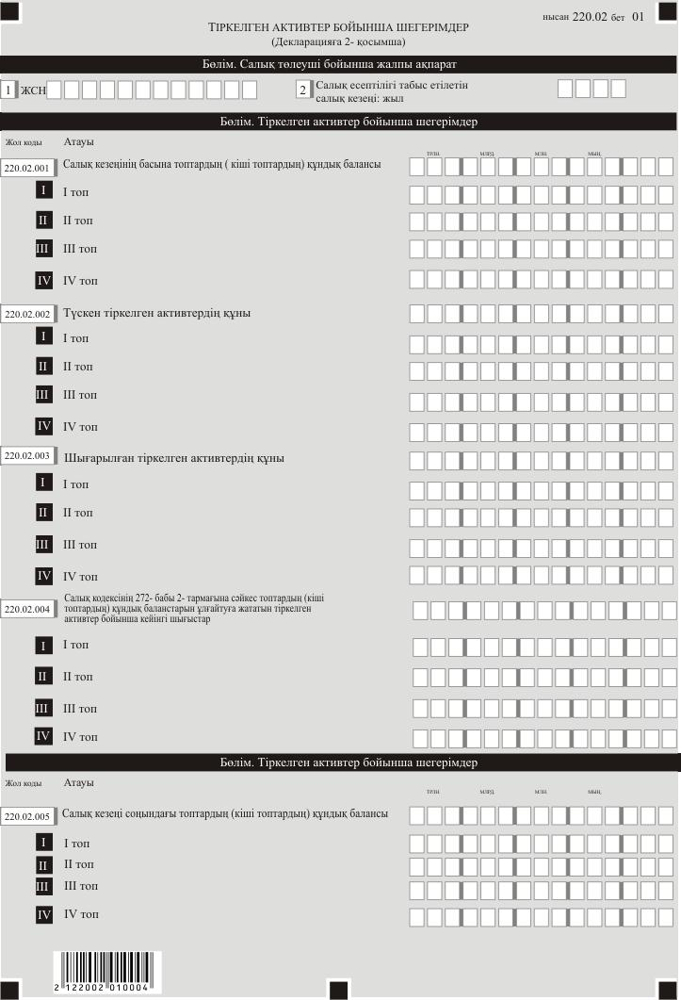 нысан 220.02 бет 01
ТІРКЕЛГЕН АКТИВТЕР БОЙЫНША ШЕГЕРІМДЕР
(Декларацияға 2- қосымша)
Бөлім. Салық төлеуші бойынша жалпы ақпарат
1 ЖСН 2 Салық есептілігі табыс етілетін
салық кезеңі: жыл
Бөлім. Тіркелген активтер бойынша шегерімдер
Жол коды Атауы
ТРЛН. МЛРД. МЛН. МЫҢ.
220.02.001 Салық кезеңінің басына топтардың ( кіші топтардың) құндық балансы
I I топ
II II топ
III III топ
IV IV топ
220.02.002 Түскен тіркелген активтердің құны
I I топ
II II топ
III III топ
IV IV топ
220.02.003 Шығарылған тіркелген активтердің құны
I I топ
II II топ
III III топ
IV IV топ
220.02.004 Салық кодексінің 272- бабы 2- тармағына сәйкес топтардың (кіші
топтардың) құндық баланстарын ұлғайтуға жататын тіркелген
активтер бойынша кейінгі шығыстар
I I топ
II II топ
III III топ
IV IV топ
Бөлім. Тіркелген активтер бойынша шегерімдер
Жол коды Атауы
ТРЛН. МЛРД. МЛН. МЫҢ.
220.02.005 Салық кезеңі соңындағы топтардың (кіші топтардың) құндық балансы
I I топ
II II топ
III III топ
IV IV топ
2 122002 010004